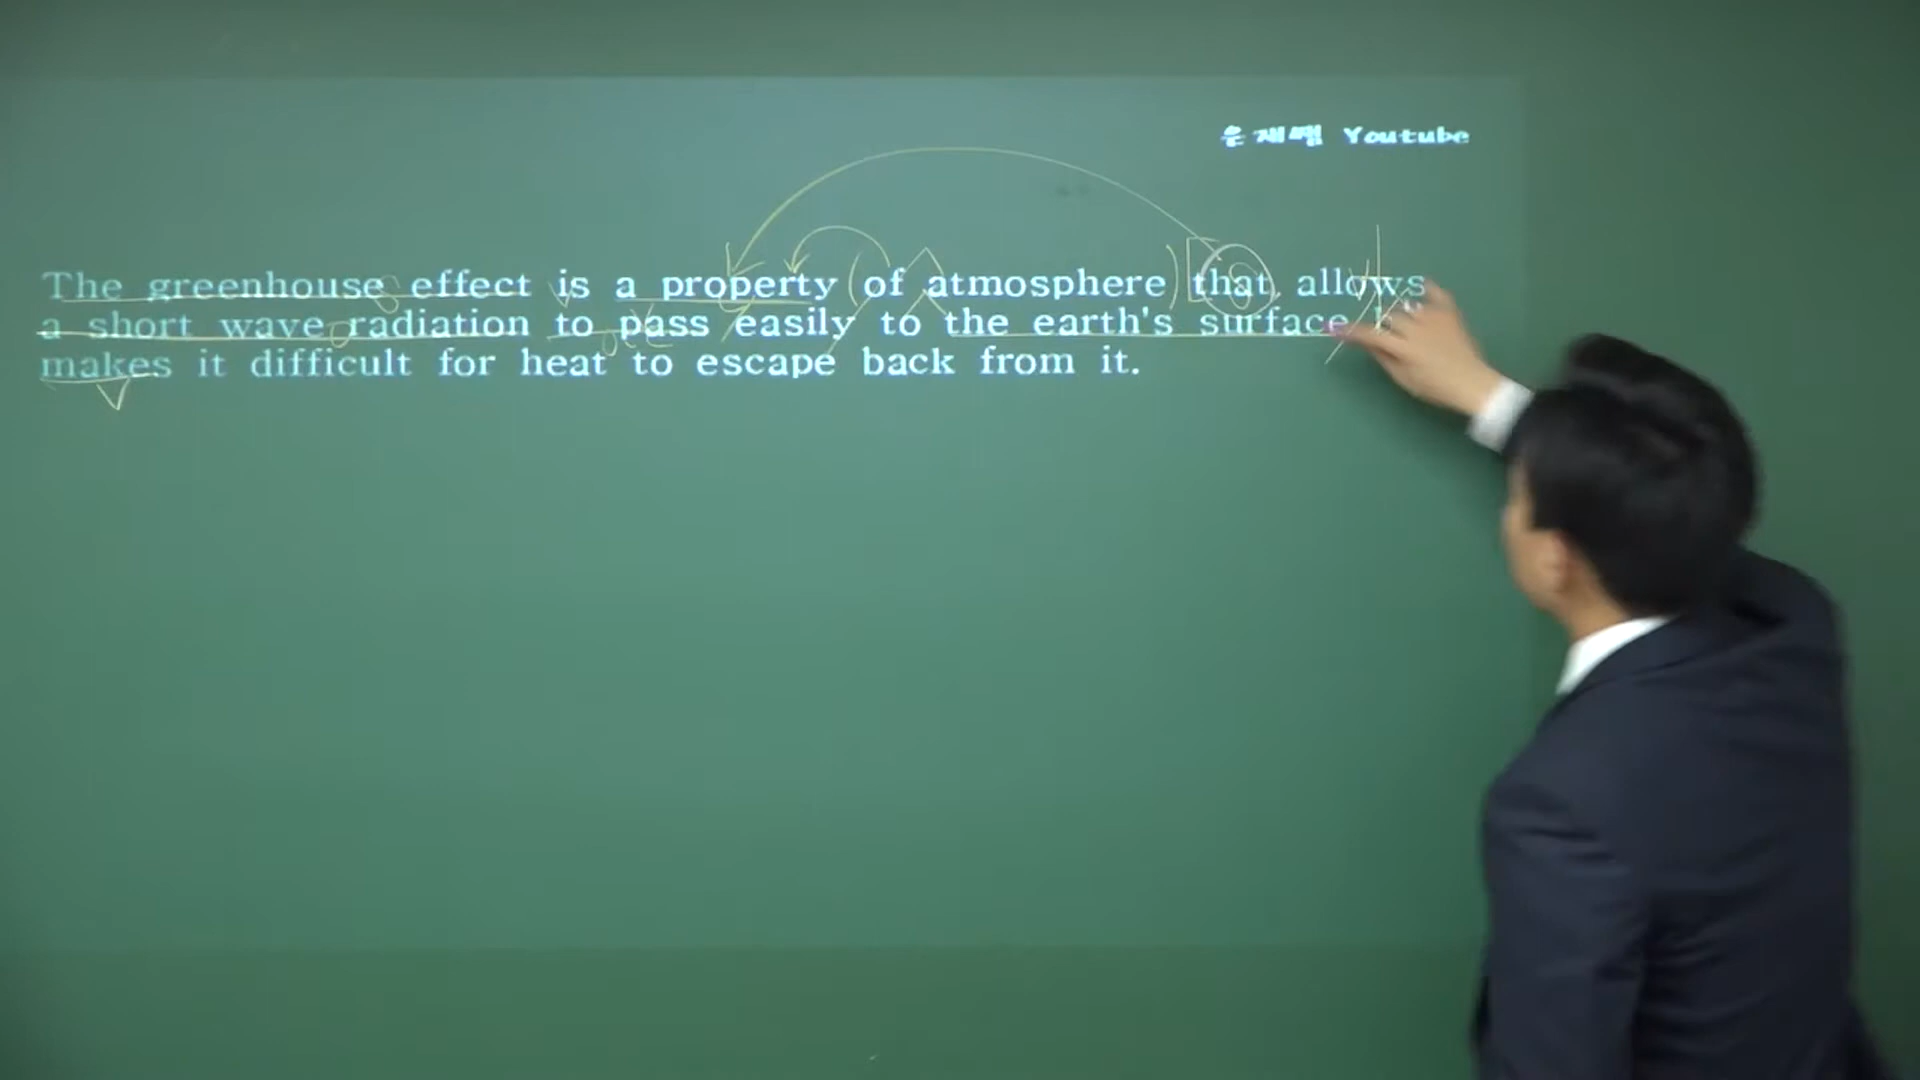 은재쌤 Youtube
The greenhouse effect is a property of atmosphere that allows
a short wave radiation to pass easily to the earth's surface
makes it difficult for heat to escape back from it.